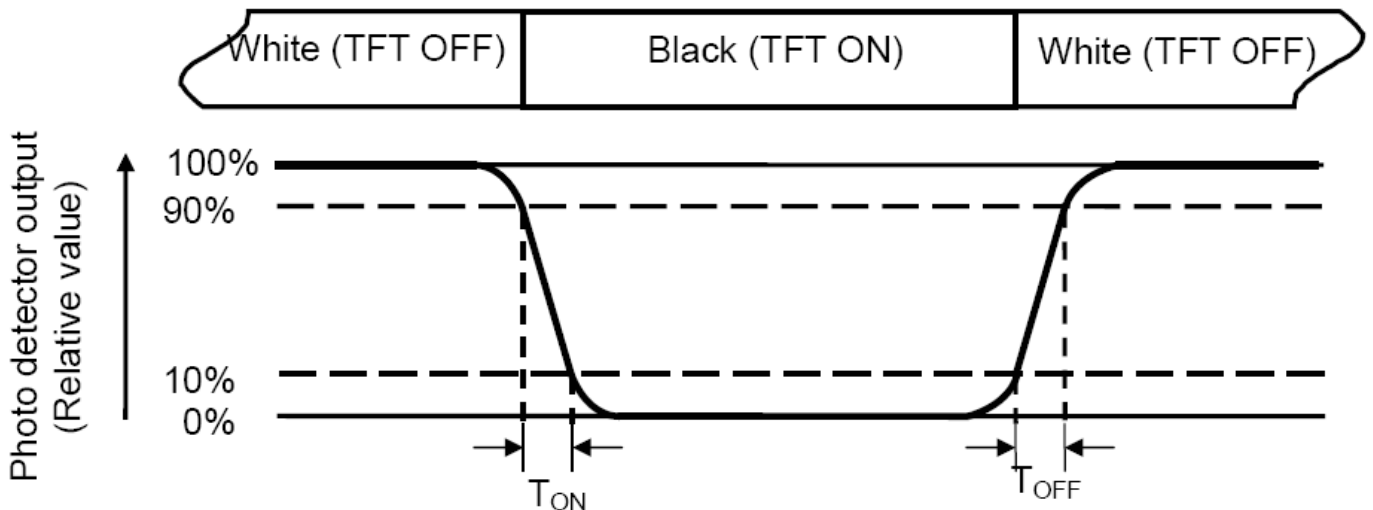 White (TFT OFF)
Black (TFT ON)
White (TFT OFF)
Photo detector output
(Relative value)
100%
90%
10%
0%
TON
TOFF